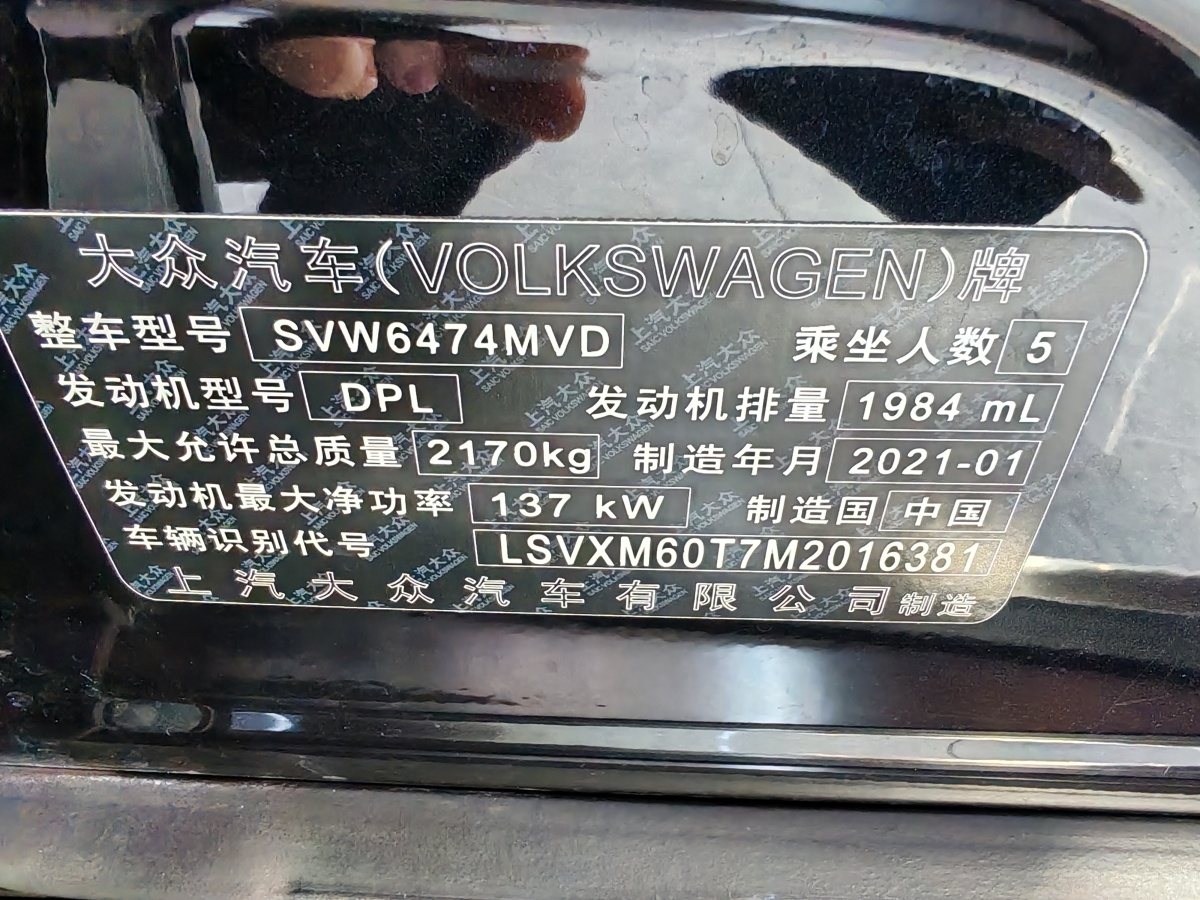 大众汽车(VOLKSWAGEN)牌
整车型号 SVW6474MVD 乘坐人数 5
发动机型号 DPL 发动机排量 1984 mL
最大允许总质量 2170kg 制造年月 2021-01
发动机最大净功率 137 kW 制造国 中国
车辆识别代号 LSVXM60T7M2016381
上汽大众汽车有限公司制造